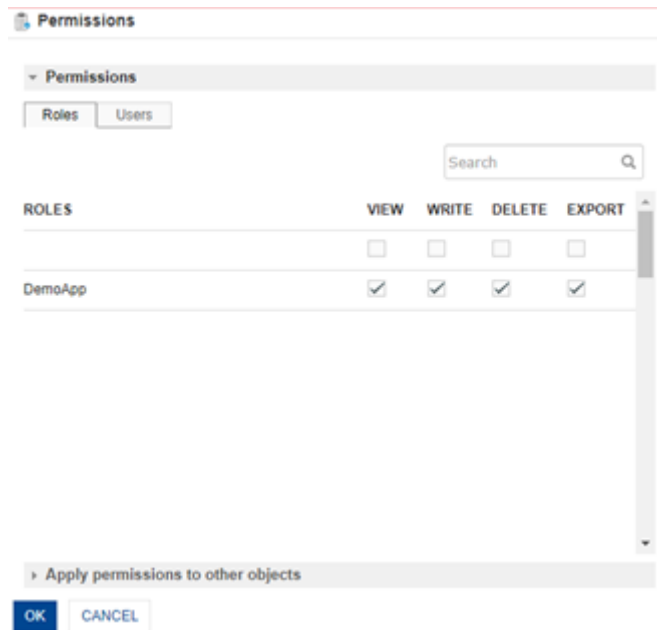 Permissions
Permissions
Roles Users
Search
ROLES VIEW WRITE DELETE EXPORT
DemoApp
Apply permissions to other objects
OK CANCEL